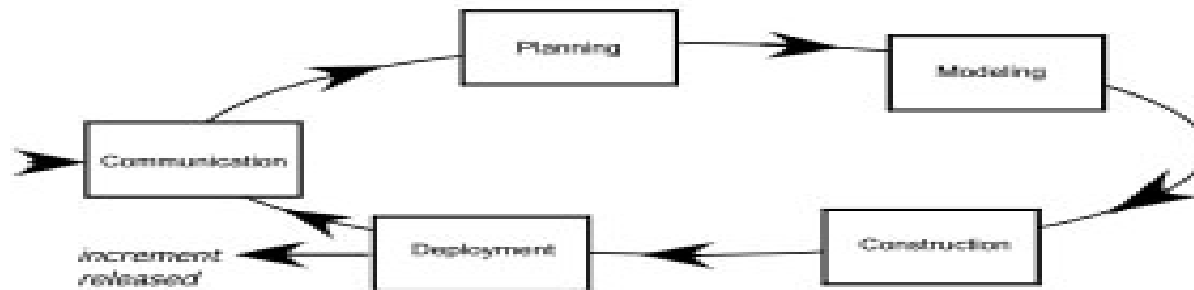 Planning
Modeling
Communication
Construction
Deployment
increment
released